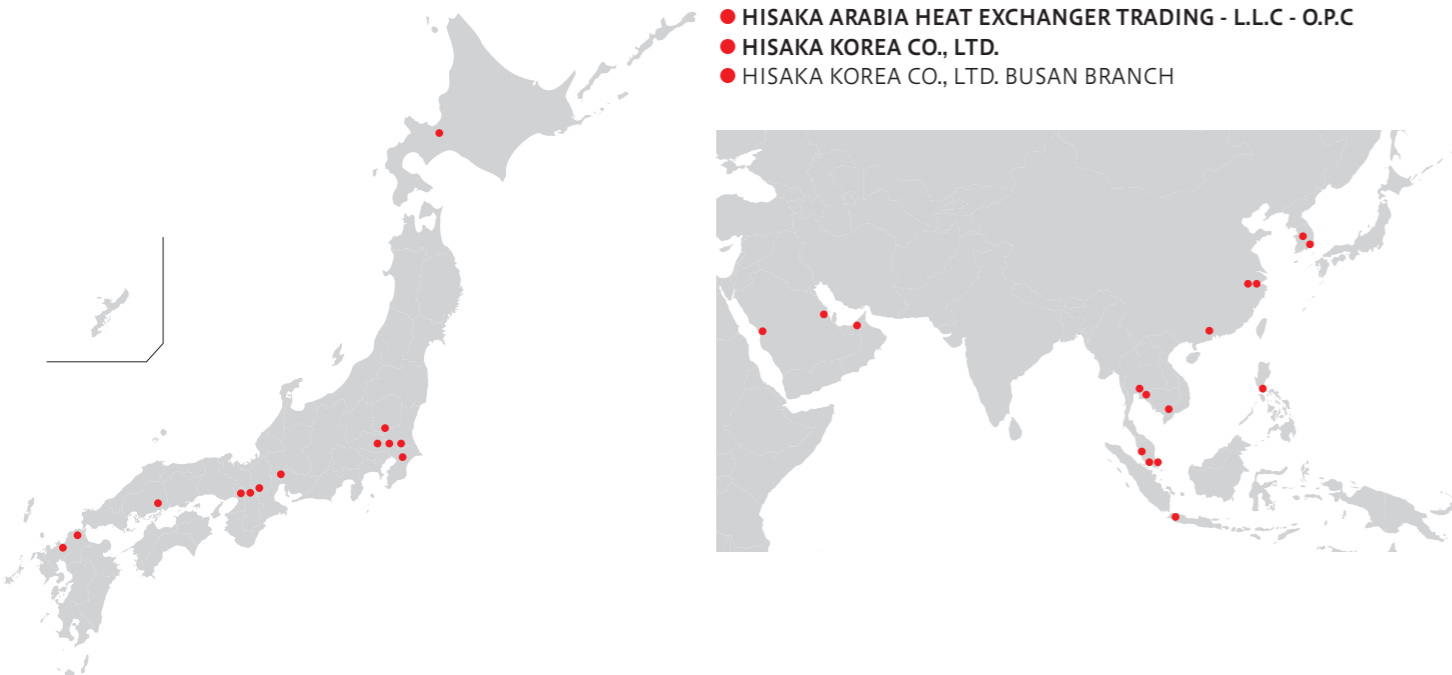 HISAKA ARABIA HEAT EXCHANGER TRADING - L.L.C - O.P.C
HISAKA KOREA CO., LTD.
HISAKA KOREA CO., LTD. BUSAN BRANCH